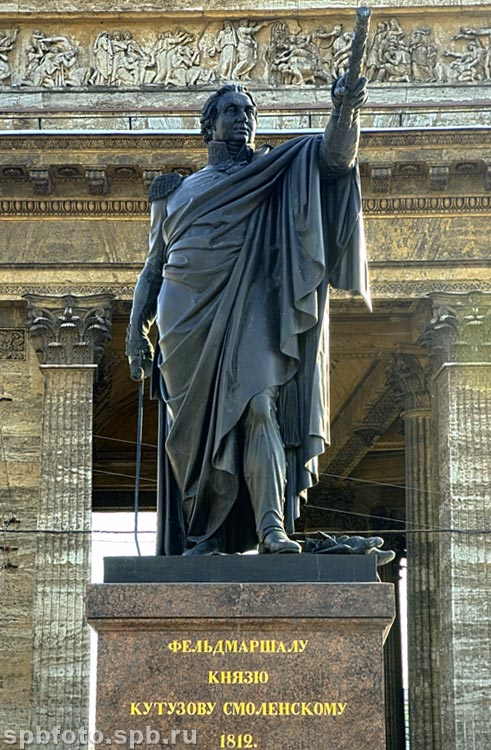 ФЕЛЬДМАРШАЛУ
КНЯЗЮ
КУТУЗОВУ СМОЛЕНСКОМУ
1812.
spbfoto.spb.ru